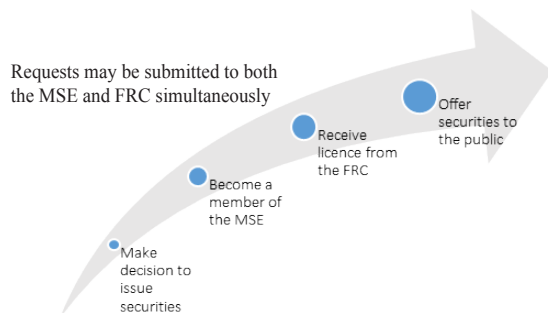 Requests may be submitted to both
the MSE and FRC simultaneously
Make
decision to
issue
securities
Become a
member of
the MSE
Receive
licence from
the FRC
Offer
securities to
the public